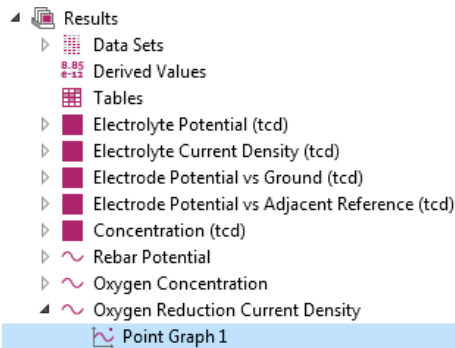 Results
Data Sets
8.85
e-12 Derived Values
Tables
Electrolyte Potential (tcd)
Electrolyte Current Density (tcd)
Electrode Potential vs Ground (tcd)
Electrode Potential vs Adjacent Reference (tcd)
Concentration (tcd)
Rebar Potential
Oxygen Concentration
Oxygen Reduction Current Density
Point Graph 1